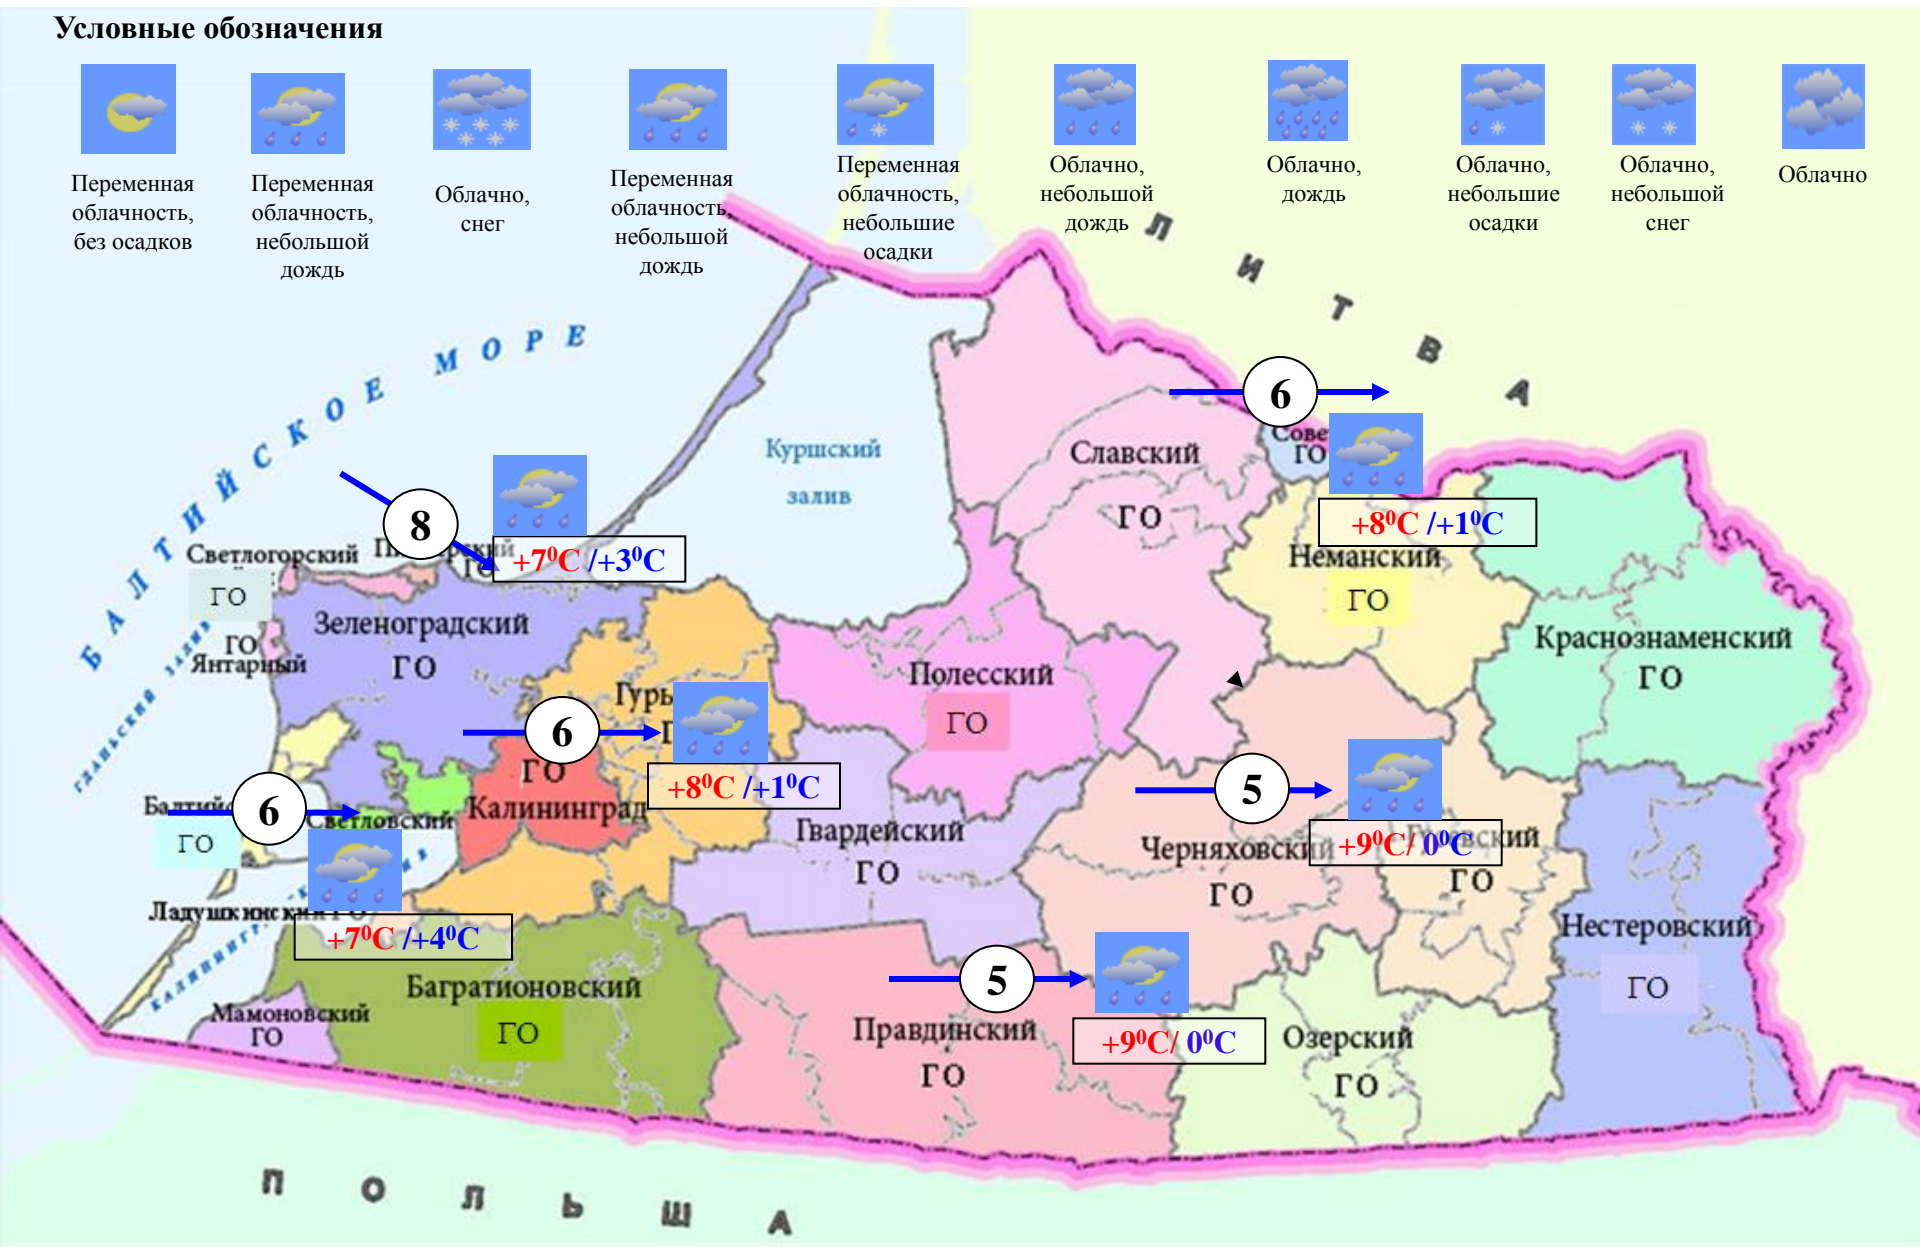 Условные обозначения
Переменная
облачность,
без осадков
Переменная
облачность,
небольшой
дождь
Облачно,
снег
Переменная
облачность,
небольшой
дождь
Переменная
облачность,
небольшие
осадки
Облачно,
небольшой
дождь
Облачно,
дождь
Облачно,
небольшие
осадки
Облачно,
небольшой
снег
Облачно
ЛИТВА
БАЛТИЙСКОЕ МОРЕ
Куршский
залив
6
Славский
ГО
ГО
+8⁰С /+1⁰С
Неманский
ГО
8
Светлогорский
ГО
ГО
+7⁰С /+3⁰С
Зеленоградский
ГО
ГО
Янтарный
Краснознаменский
ГО
Полесский
ГО
6
ГО
Калининград
+8⁰С /+1⁰С
5
6
ГО
Светловский
Гвардейский
ГО
Черняховский
ГО
+9⁰С/ 0⁰С
ГО
+7⁰С /+4⁰С
Нестеровский
ГО
Багратионовский
ГО
5
Мамоновский
ГО
Правдинский
ГО
+9⁰С/ 0⁰С
Озерский
ГО
ПОЛЬША